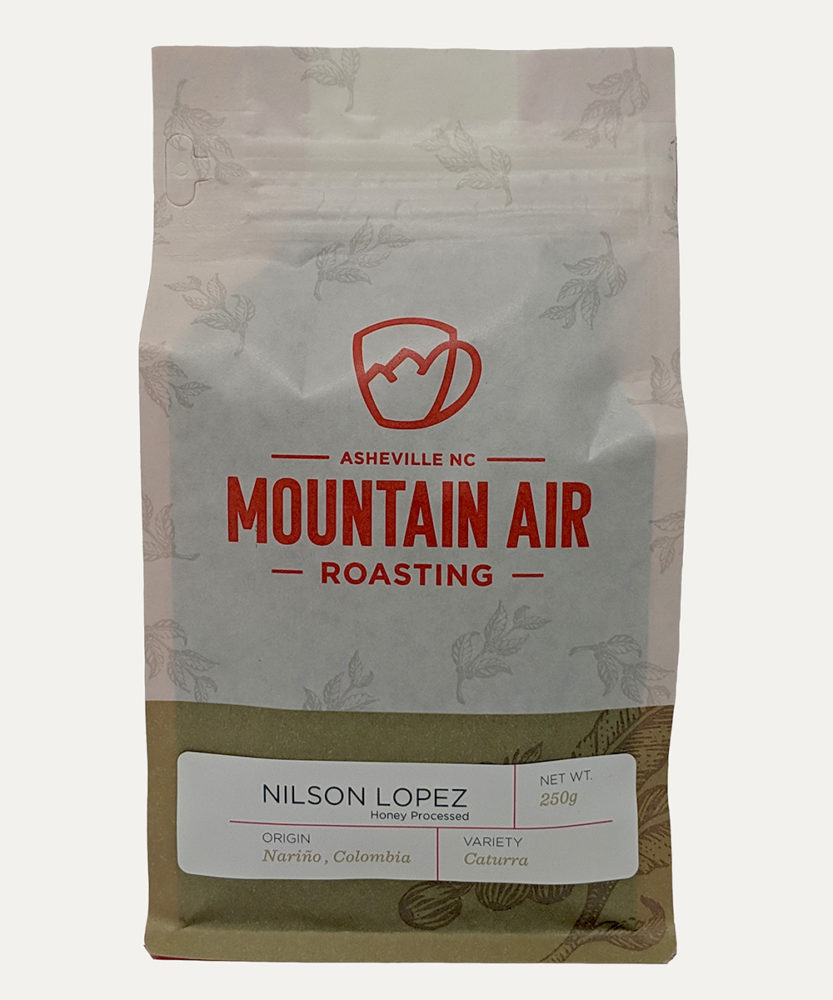 ASHEVILLE NC
MOUNTAIN AIR
ROASTING
NILSON LOPEZ
Honey Processed
NET WT.
250g
ORIGIN
Nariño, Colombia
VARIETY
Caturra